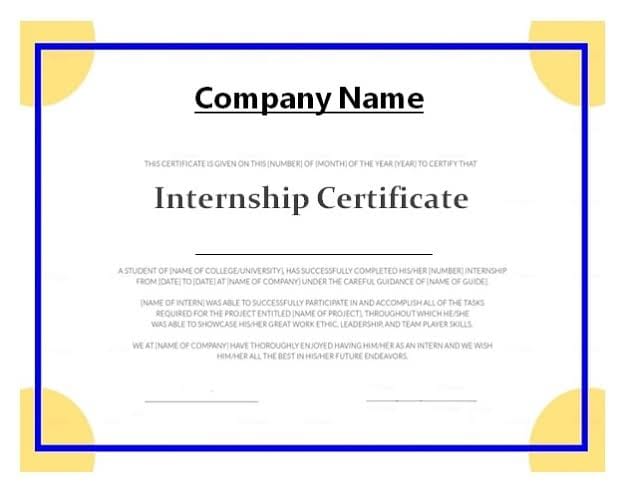 Company Name
THIS CERTIFICATE IS GIVEN ON THIS [NUMBER] OF [MONTH] OF THE YEAR [YEAR] TO CERTIFY THAT
Internship Certificate
A STUDENT OF [NAME OF COLLEGE/UNIVERSITY], HAS SUCCESSFULLY COMPLETED HIS/HER [NUMBER] INTERNSHIP
FROM [DATE] TO [DATE] AT [NAME OF COMPANY] UNDER THE CAREFUL GUIDANCE OF [NAME OF GUIDE].
[NAME OF INTERN] WAS ABLE TO SUCCESSFULLY PARTICIPATE IN AND ACCOMPLISH ALL OF THE TASKS
REQUIRED FOR THE PROJECT ENTITLED [NAME OF PROJECT], THROUGHOUT WHICH HE/SHE
WAS ABLE TO SHOWCASE HIS/HER GREAT WORK ETHIC, LEADERSHIP, AND TEAM PLAYER SKILLS.
WE AT [NAME OF COMPANY] HAVE THOROUGHLY ENJOYED HAVING HIM/HER AS AN INTERN AND WE WISH
HIM/HER ALL THE BEST IN HIS/HER FUTURE ENDEAVORS.